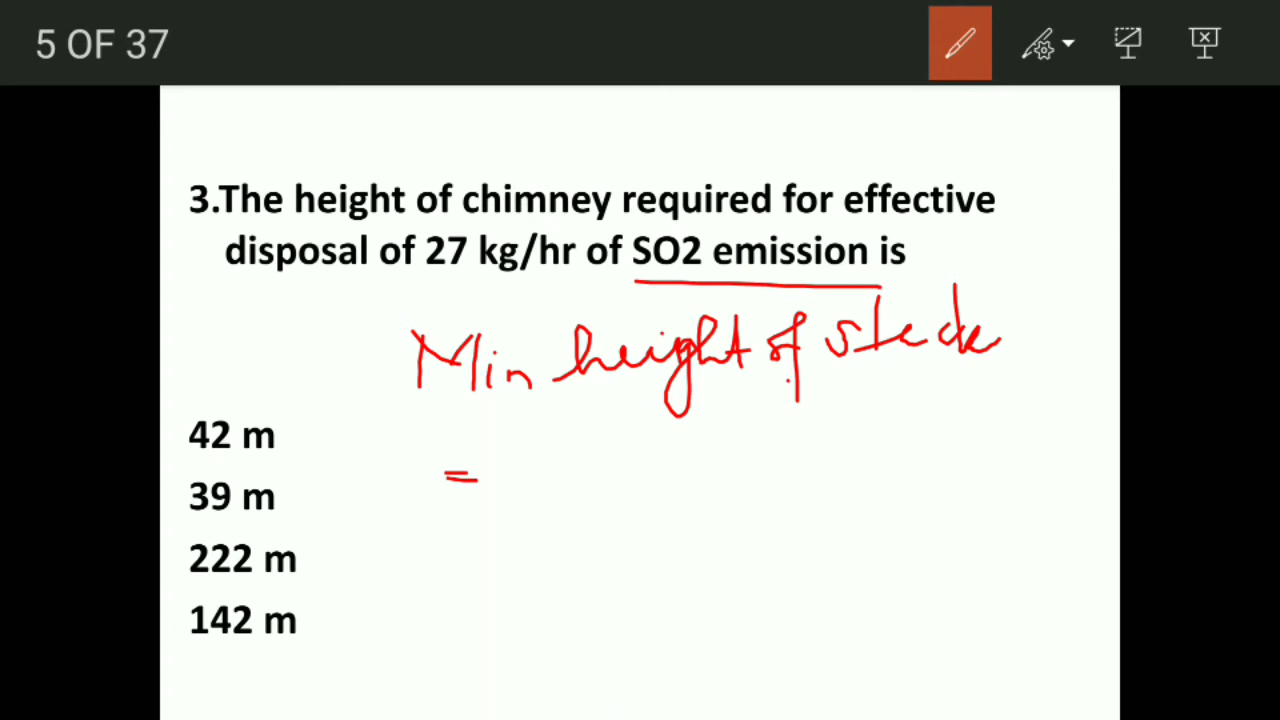 5 OF 37
3.The height of chimney required for effective
disposal of 27 kg/hr of SO2 emission is
Min height of stack
42 m
=
39 m
222 m
142 m